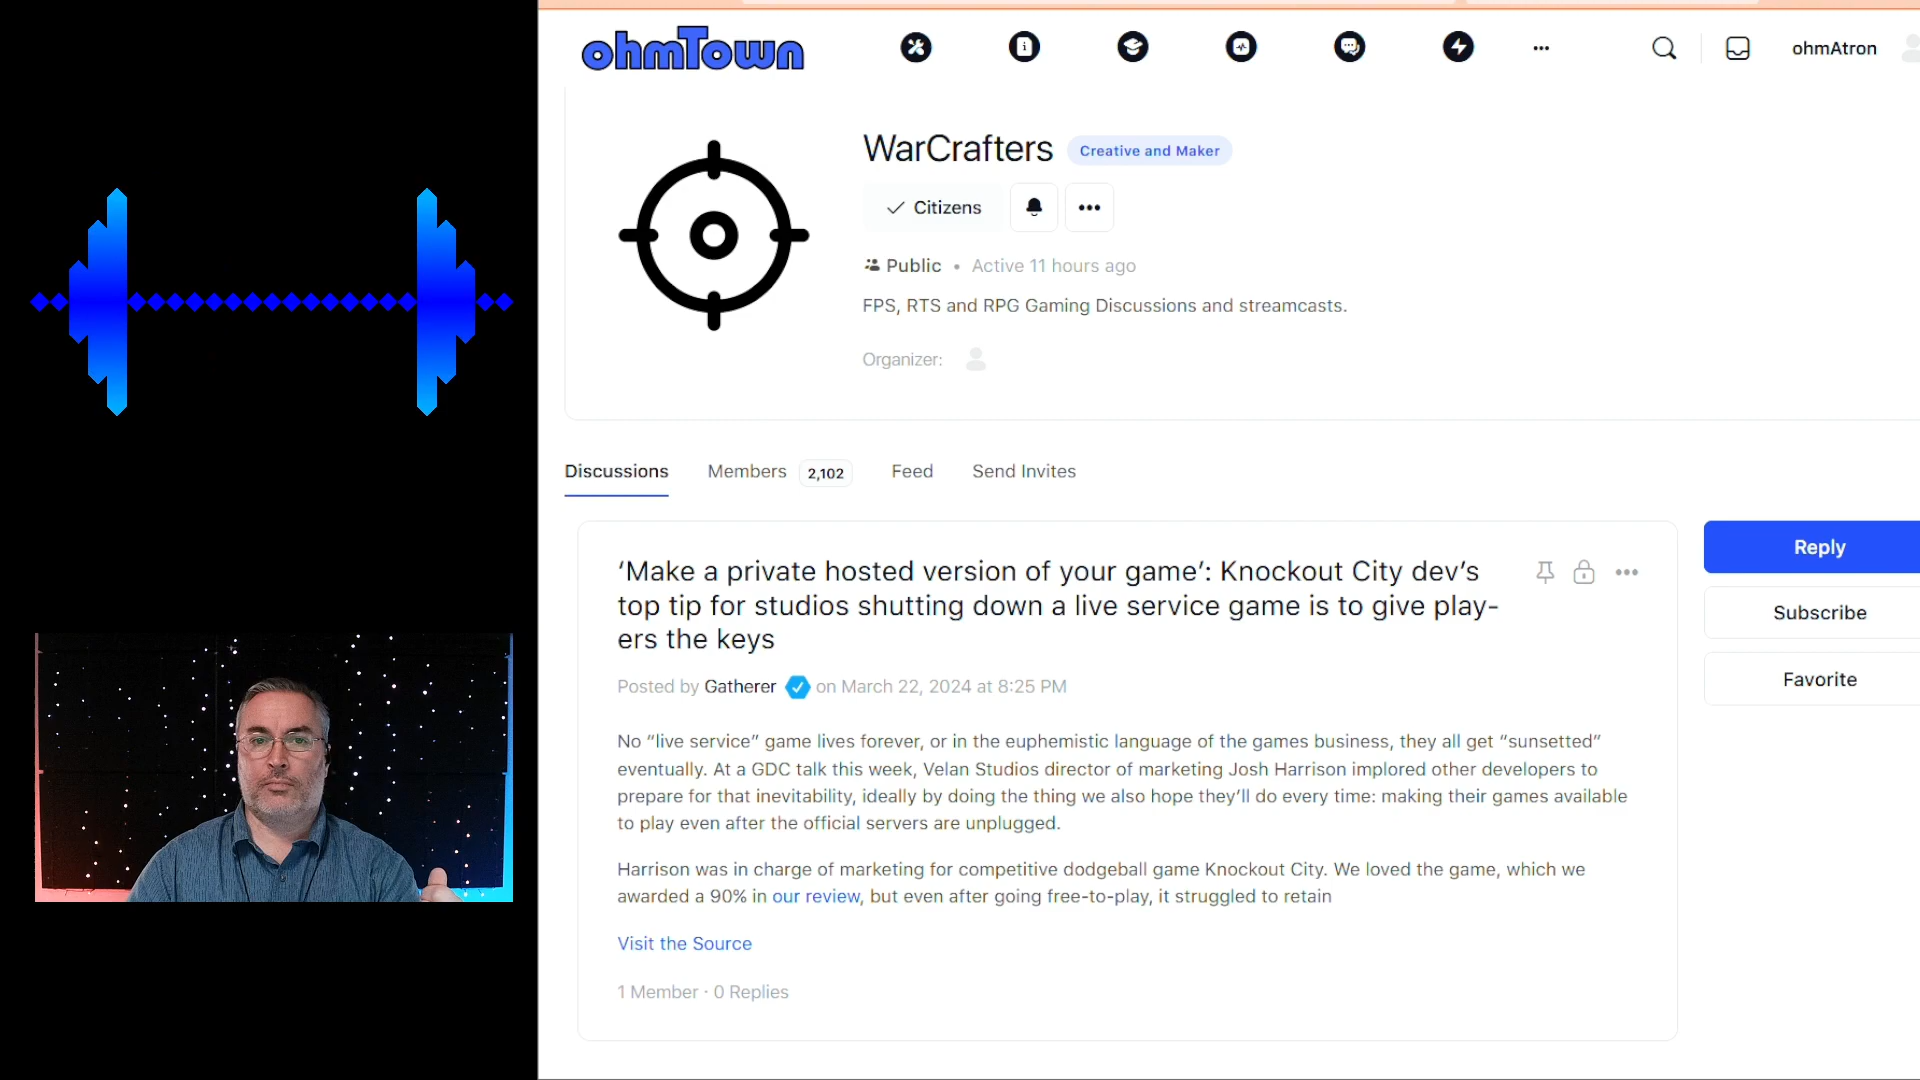 ohmTown
ohmAtron
WarCrafters
Creative and Maker
Citizens
Public • Active 11 hours ago
FPS, RTS and RPG Gaming Discussions and streamcasts.
Organizer:
Discussions
Members 2,102
Feed
Send Invites
‘Make a private hosted version of your game’: Knockout City dev’s
top tip for studios shutting down a live service game is to give play-
ers the keys
Posted by Gatherer on March 22, 2024 at 8:25 PM
No “live service” game lives forever, or in the euphemistic language of the games business, they all get “sunsetted”
eventually. At a GDC talk this week, Velan Studios director of marketing Josh Harrison implored other developers to
prepare for that inevitability, ideally by doing the thing we also hope they’ll do every time: making their games available
to play even after the official servers are unplugged.
Harrison was in charge of marketing for competitive dodgeball game Knockout City. We loved the game, which we
awarded a 90% in our review, but even after going free-to-play, it struggled to retain
Visit the Source
1 Member · 0 Replies
Reply
Subscribe
Favorite